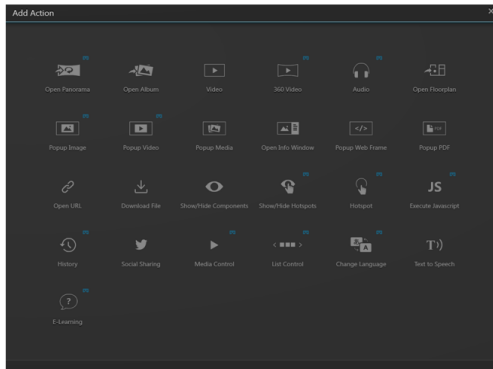 Add Action
Open Panorama
Open Album
Video
360 Video
Audio
Open Floorplan
Popup Image
Popup Video
Popup Media
Open Info Window
Popup Web Frame
Popup PDF
Open URL
Download File
Show/Hide Components
Show/Hide Hotspots
Hotspot
JS
Execute Javascript
History
Social Sharing
Media Control
List Control
Change Language
Text to Speech
E-Learning